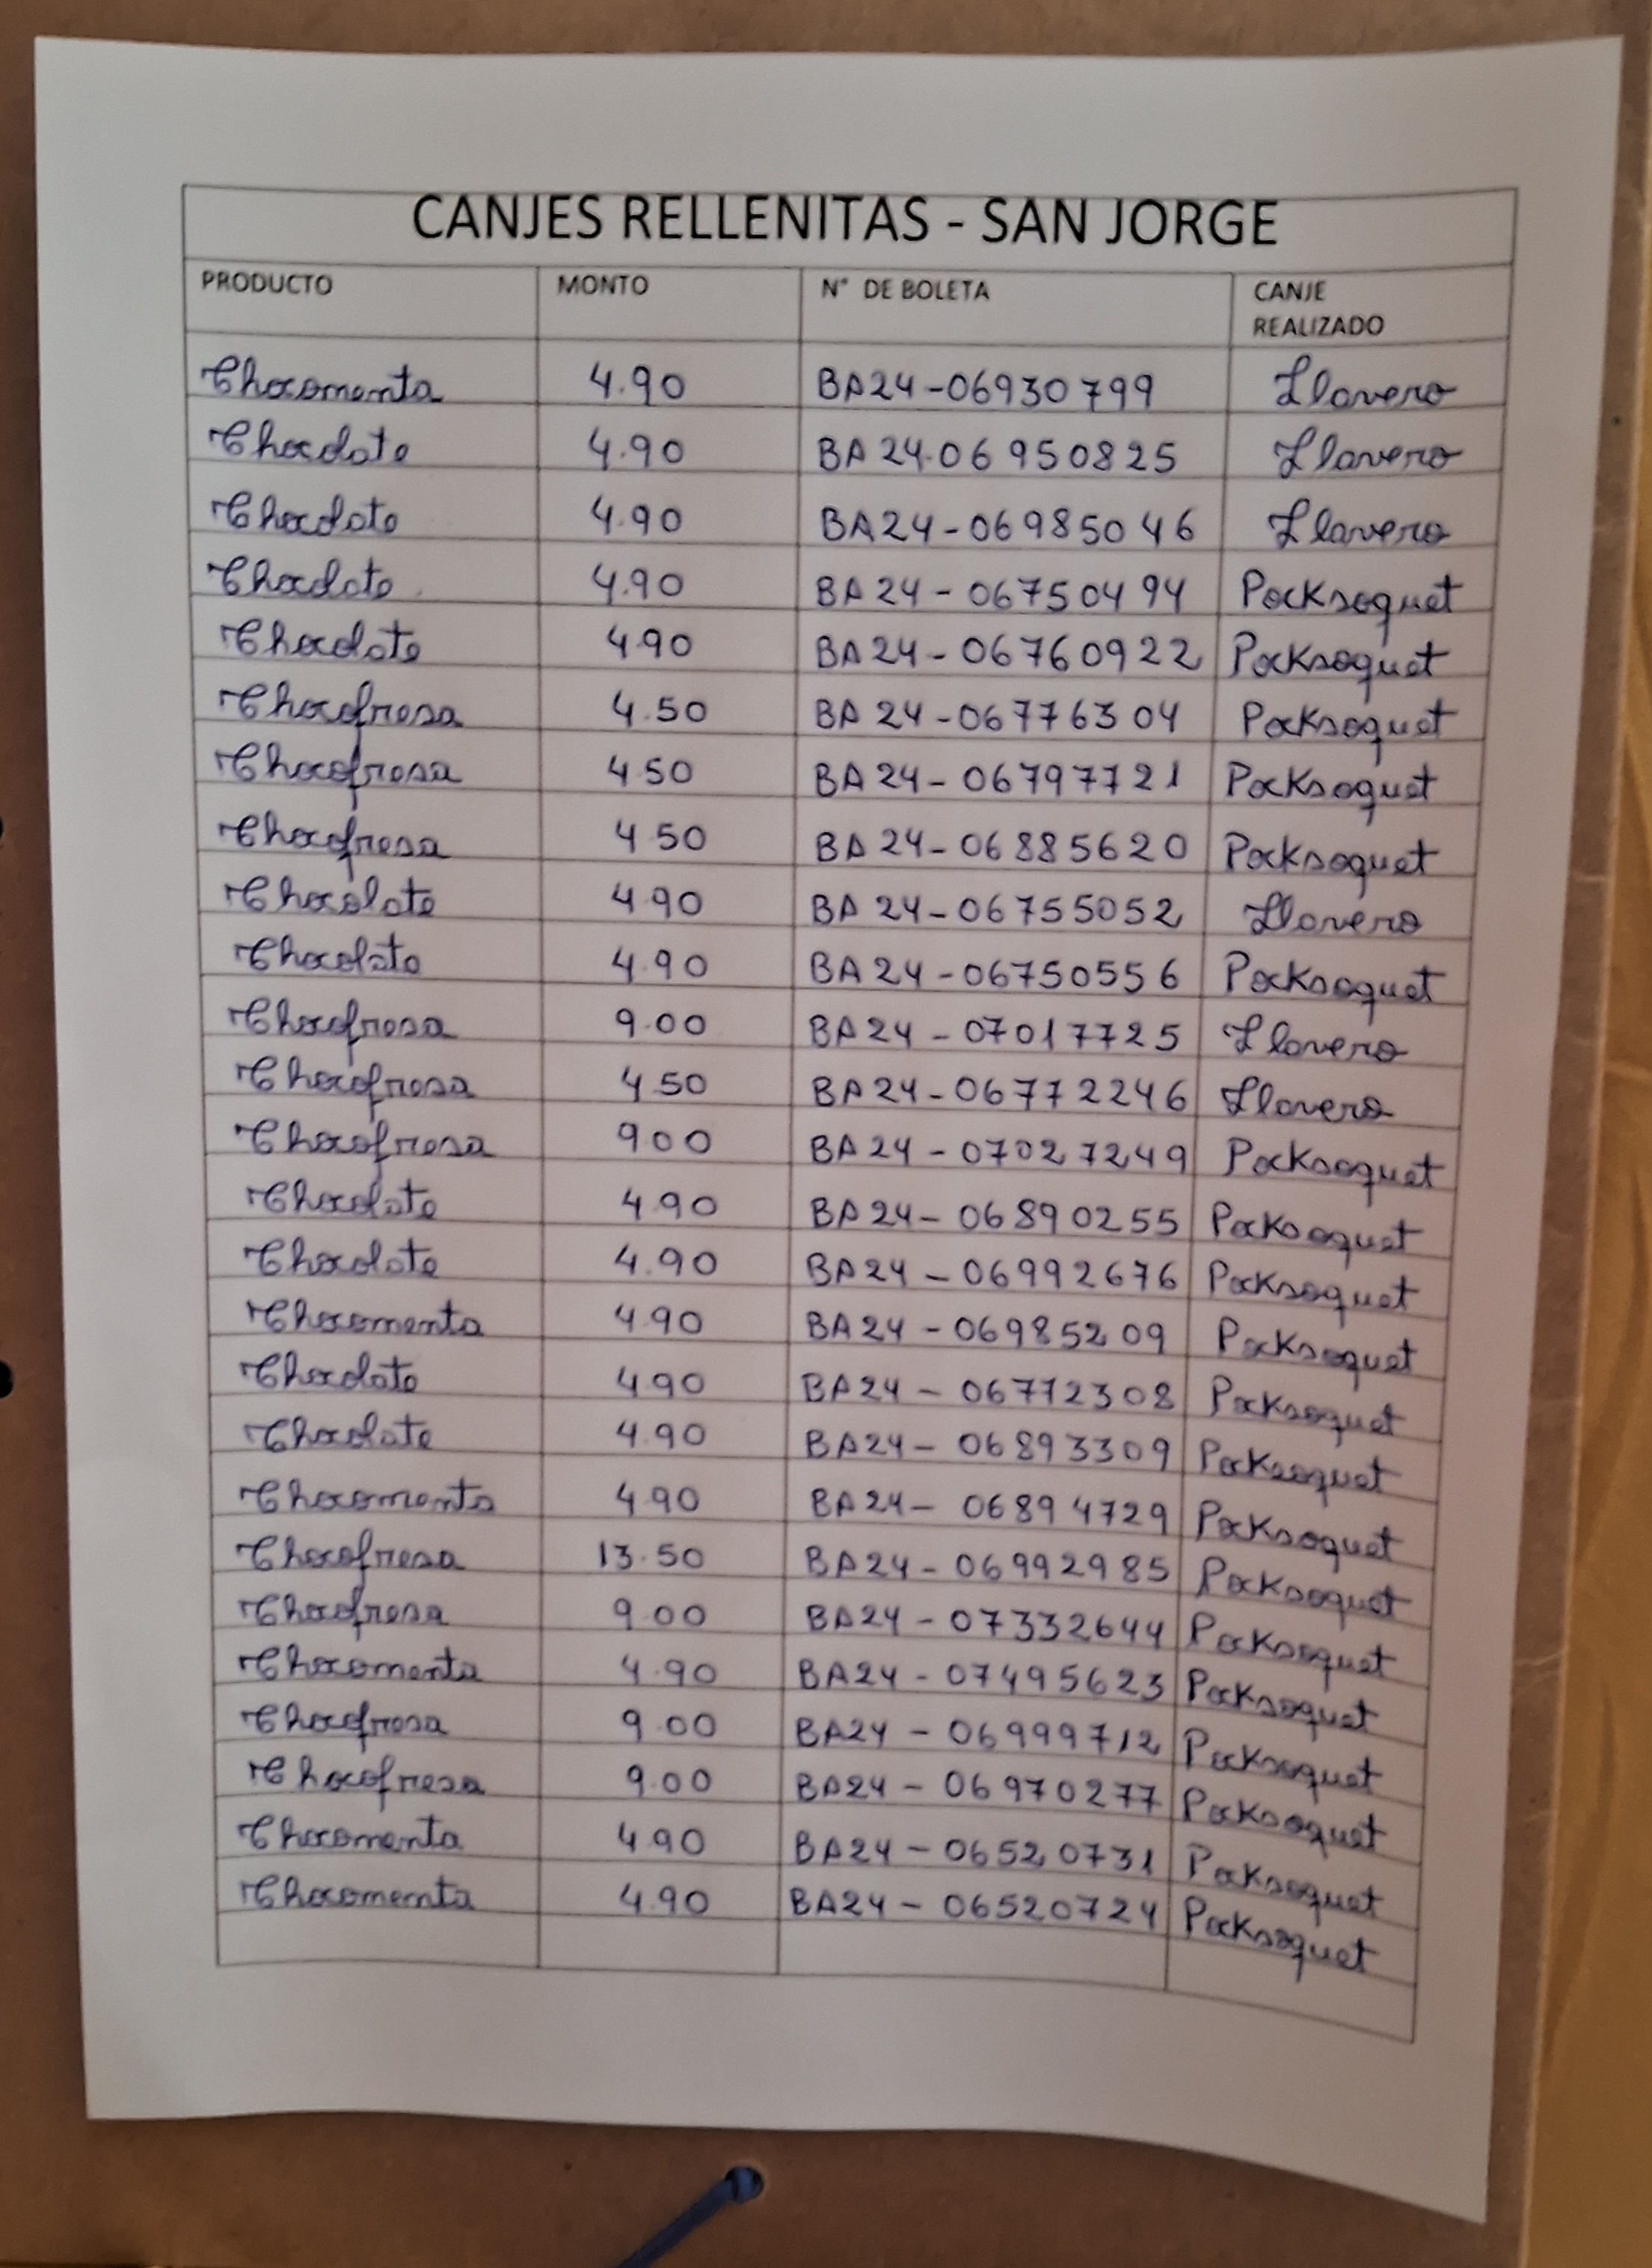 CANJES RELLENITAS - SAN JORGE
PRODUCTO MONTO N° DE BOLETA CANJE REALIZADO
Chocomenta 4.90 BA24-06930799 Llavero
Chocolate 4.90 BA24-06950825 Llavero
Chocolate 4.90 BA24-06985046 Llavero
Chocolate 4.90 BA24-06750494 Packsoquet
Chocolate 4.90 BA24-06760922 Packsoquet
Chocofresa 4.50 BA24-06776304 Packsoquet
Chocofresa 4.50 BA24-06797721 Packsoquet
Chocofresa 4.50 BA24-06885620 Packsoquet
Chocolate 4.90 BA24-06755052 Llavero
Chocolate 4.90 BA24-06750556 Packsoquet
Chocofresa 9.00 BA24-07017725 Llavero
Chocofresa 4.50 BA24-06772246 Llavero
Chocofresa 9.00 BA24-07027249 Packsoquet
Chocolate 4.90 BA24-06890255 Packsoquet
Chocolate 4.90 BA24-06992676 Packsoquet
Chocomenta 4.90 BA24-06985209 Packsoquet
Chocolate 4.90 BA24-06772308 Packsoquet
Chocolate 4.90 BA24-06893309 Packsoquet
Chocomenta 4.90 BA24-06894729 Packsoquet
Chocofresa 13.50 BA24-06992985 Packsoquet
Chocofresa 9.00 BA24-07332644 Packsoquet
Chocomenta 4.90 BA24-07495623 Packsoquet
Chocofresa 9.00 BA24-06999712 Packsoquet
Chocofresa 9.00 BA24-06970277 Packsoquet
Chocomenta 4.90 BA24-06520731 Packsoquet
Chocomenta 4.90 BA24-06520724 Packsoquet